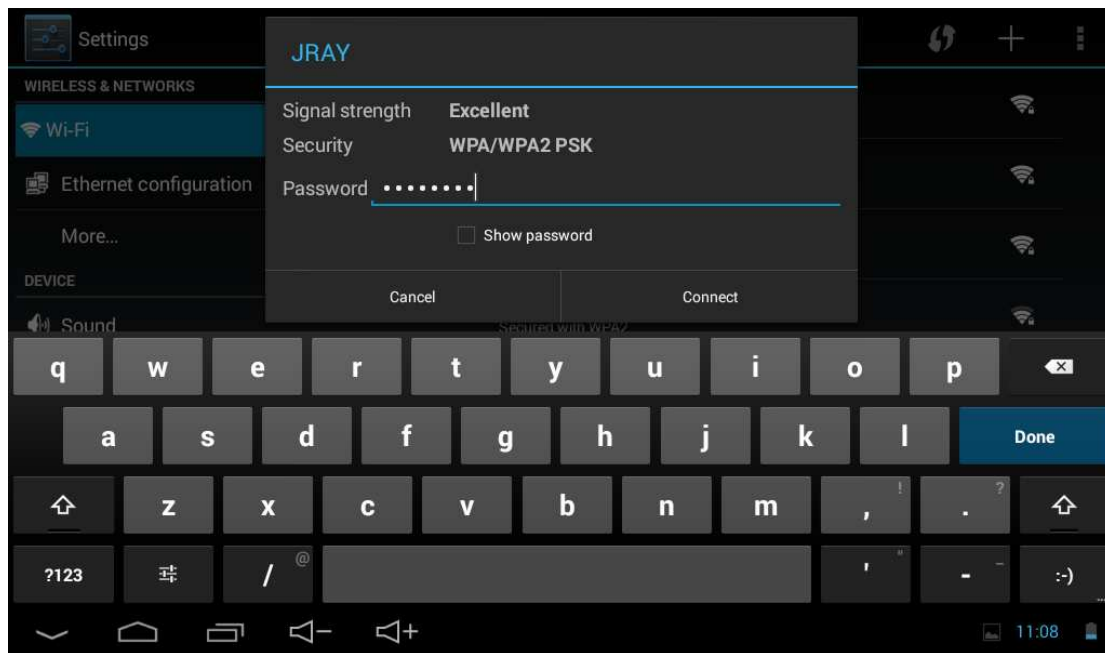 Settings
JRAY
WIRELESS & NETWORKS
Signal strength Excellent
Wi-Fi
Security WPA/WPA2 PSK
Ethernet configuration
Password ••••••••
More...
Show password
DEVICE
Cancel Connect
Sound
Secured with WPA2
q w e r t y u i o p
a s d f g h j k l Done
z x c v b n m , ! . ?
?123 / @ ' " - _ :-) ...
11:08